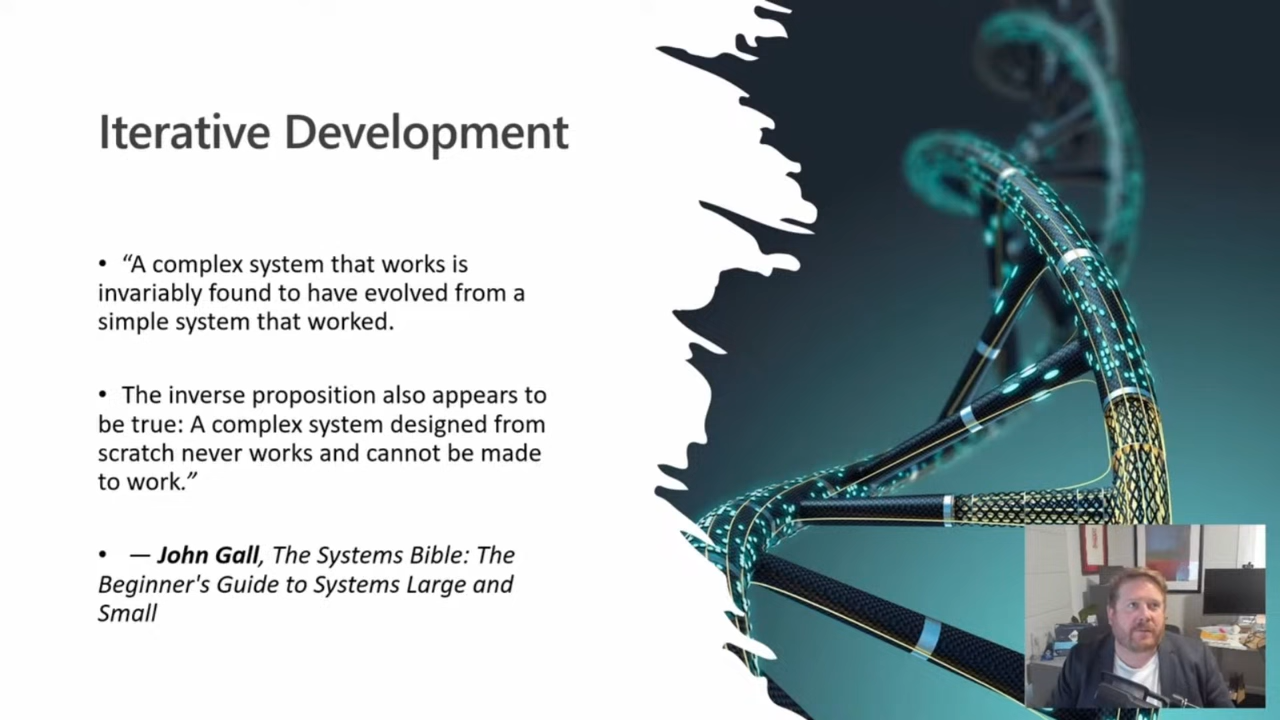 Iterative Development
• “A complex system that works is
invariably found to have evolved from a
simple system that worked.
• The inverse proposition also appears to
be true: A complex system designed from
scratch never works and cannot be made
to work.”
• — John Gall, The Systems Bible: The
Beginner's Guide to Systems Large and
Small